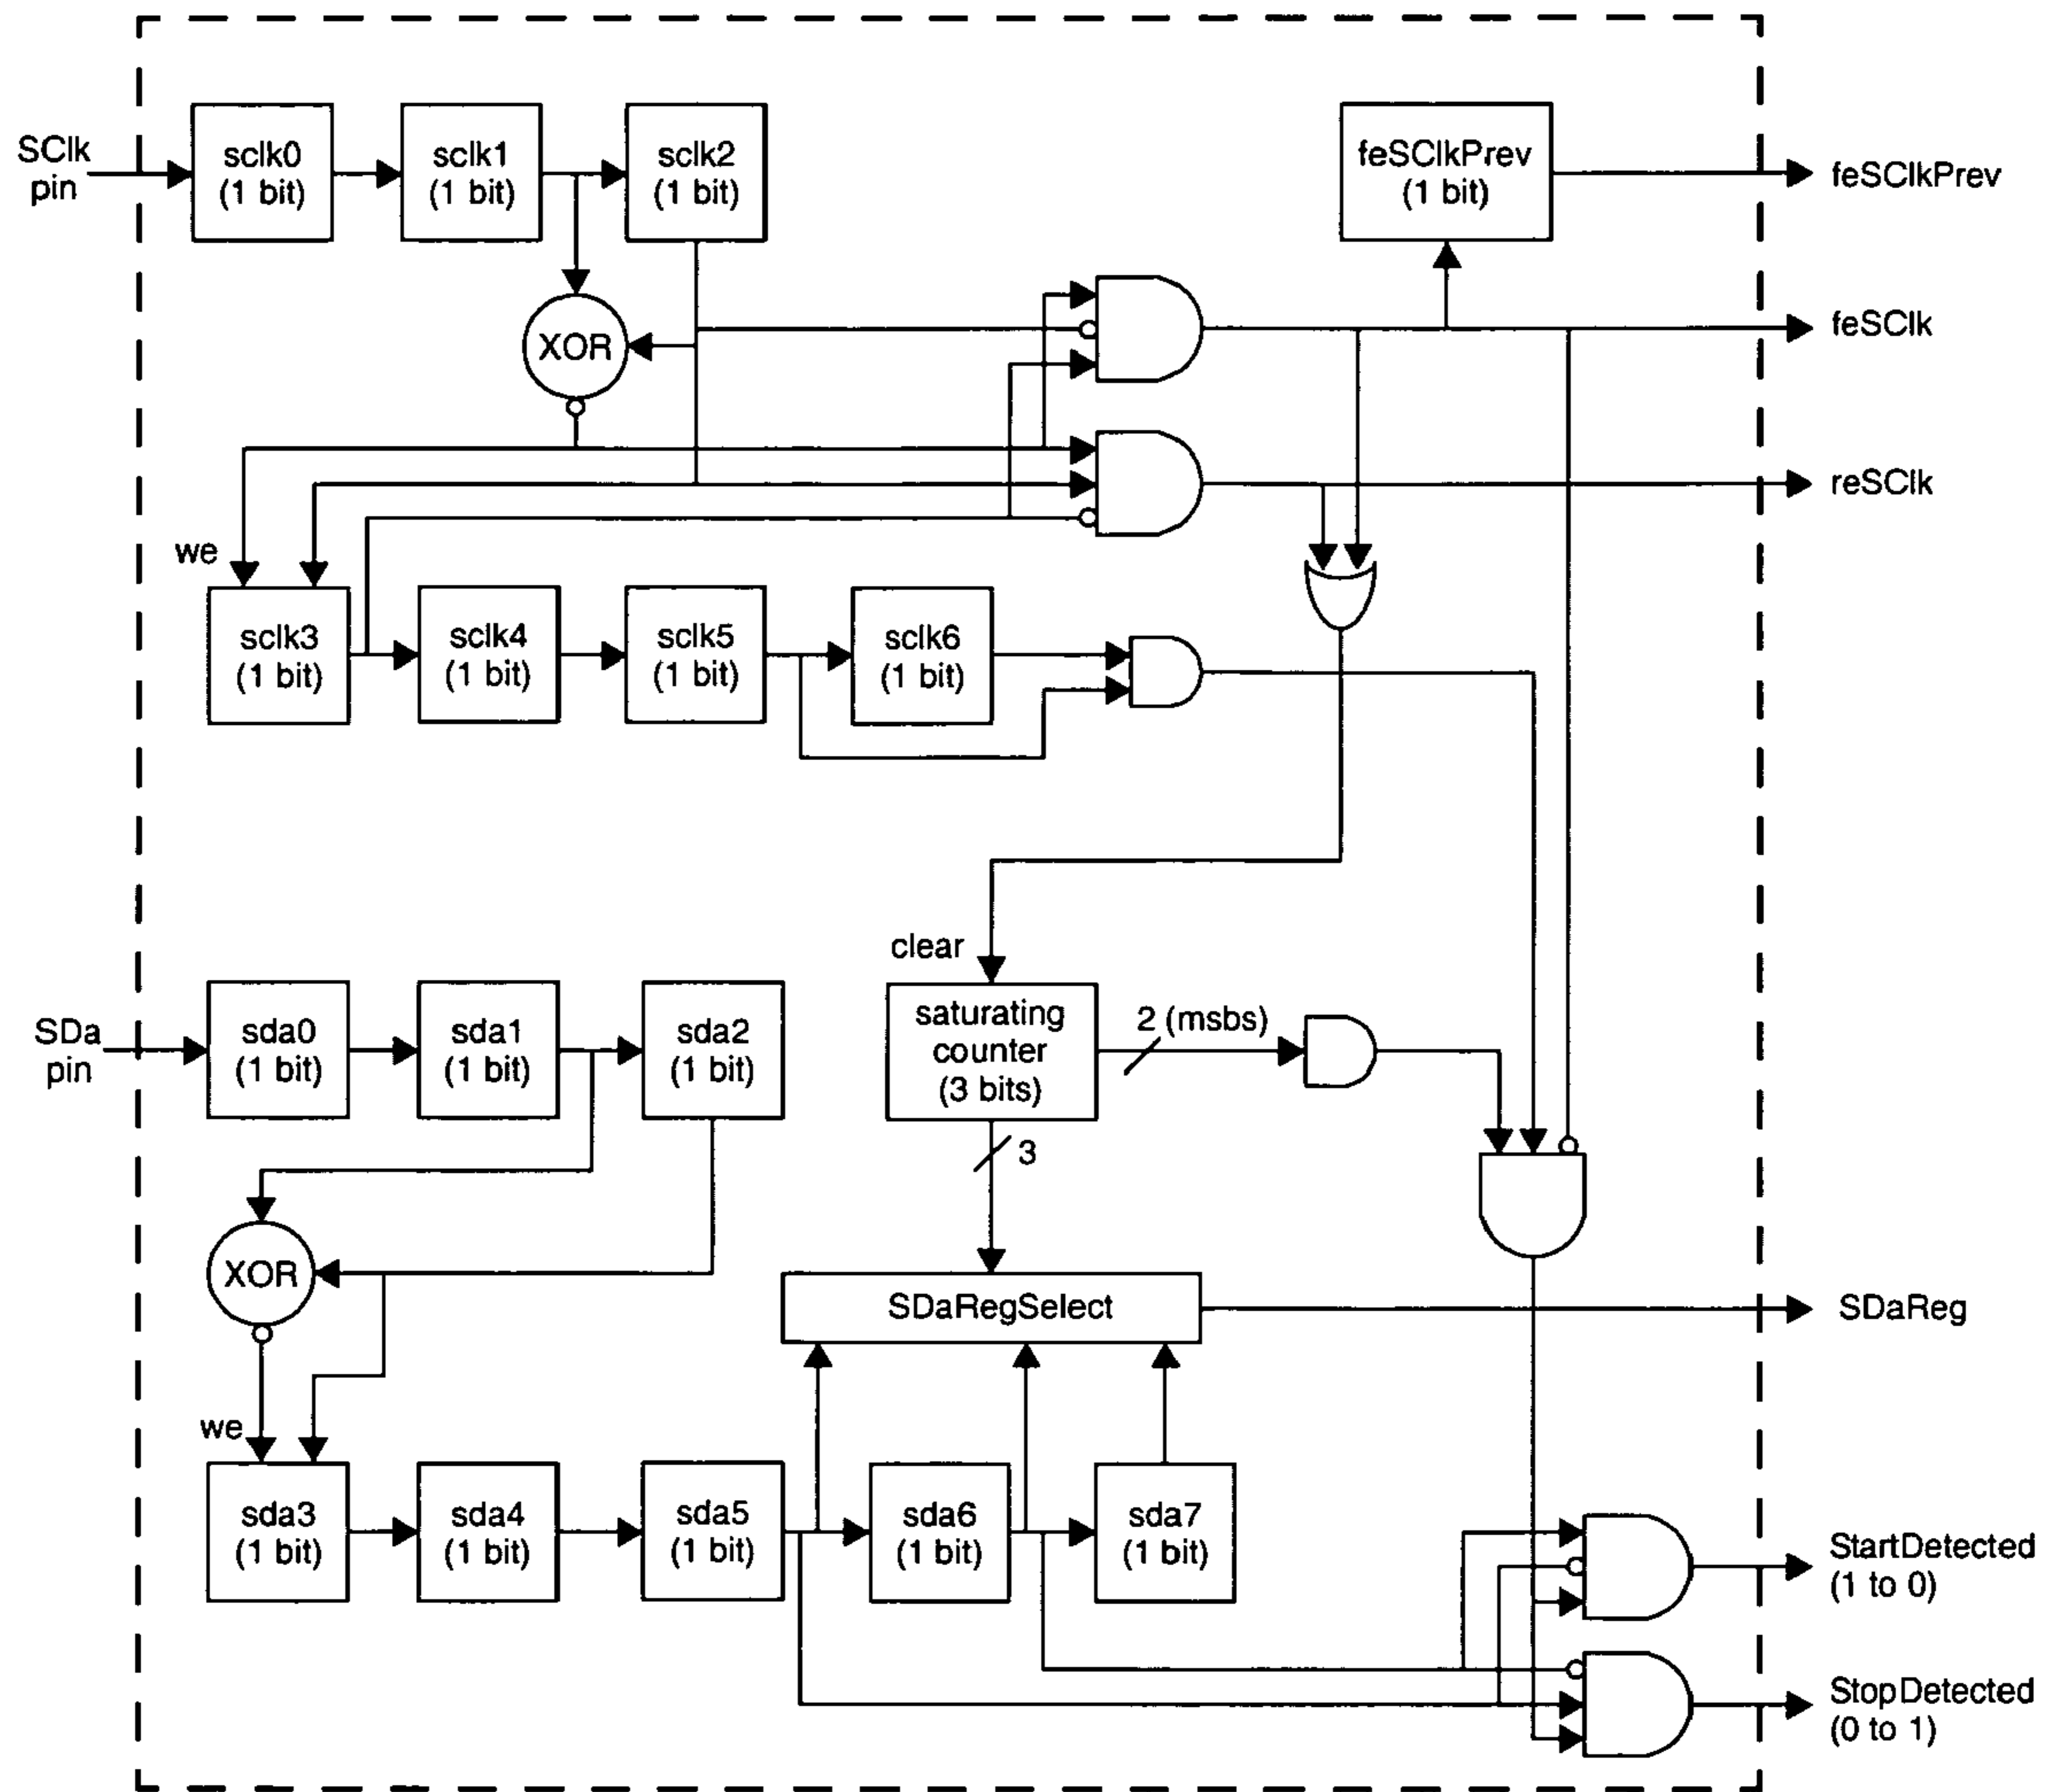 SClk
pin
sclk0
(1 bit)
sclk1
(1 bit)
sclk2
(1 bit)
feSClkPrev
(1 bit)
feSClkPrev
XOR
feSClk
reSClk
we
sclk3
(1 bit)
sclk4
(1 bit)
sclk5
(1 bit)
sclk6
(1 bit)
clear
SDa
pin
sda0
(1 bit)
sda1
(1 bit)
sda2
(1 bit)
saturating
counter
(3 bits)
2 (msbs)
3
XOR
SDaRegSelect
SDaReg
we
sda3
(1 bit)
sda4
(1 bit)
sda5
(1 bit)
sda6
(1 bit)
sda7
(1 bit)
StartDetected
(1 to 0)
StopDetected
(0 to 1)